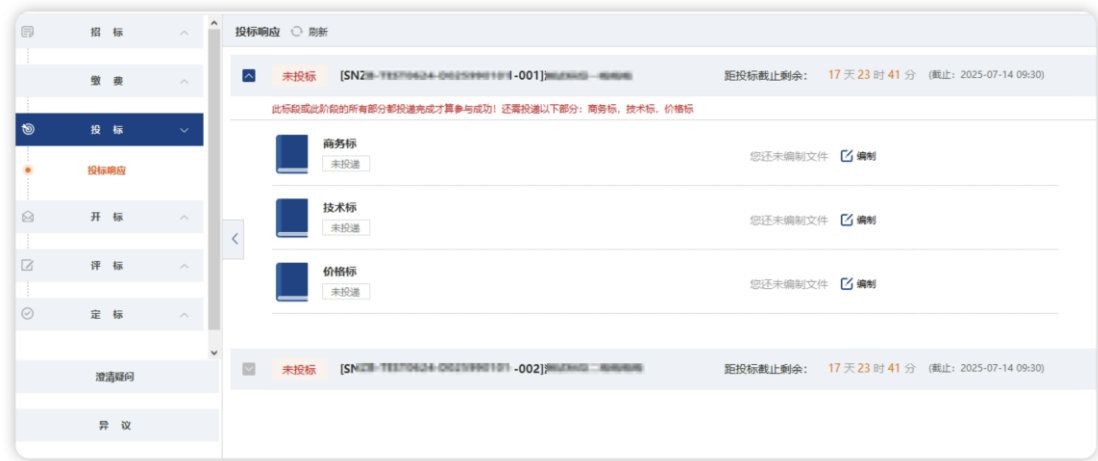 招 标
缴 费
投 标
投标响应
开 标
评 标
定 标
澄清疑问
异 议
投标响应 刷新
未投标 [SN2 -001] 距投标截止剩余： 17 天 23 时 41 分 (截止：2025-07-14 09:30)
此标段或此阶段的所有部分都投递完成才算参与成功！还需投递以下部分：商务标，技术标，价格标
商务标
未投递 您还未编制文件 编制
技术标
未投递 您还未编制文件 编制
价格标
未投递 您还未编制文件 编制
未投标 [SN -002] 距投标截止剩余： 17 天 23 时 41 分 (截止：2025-07-14 09:30)